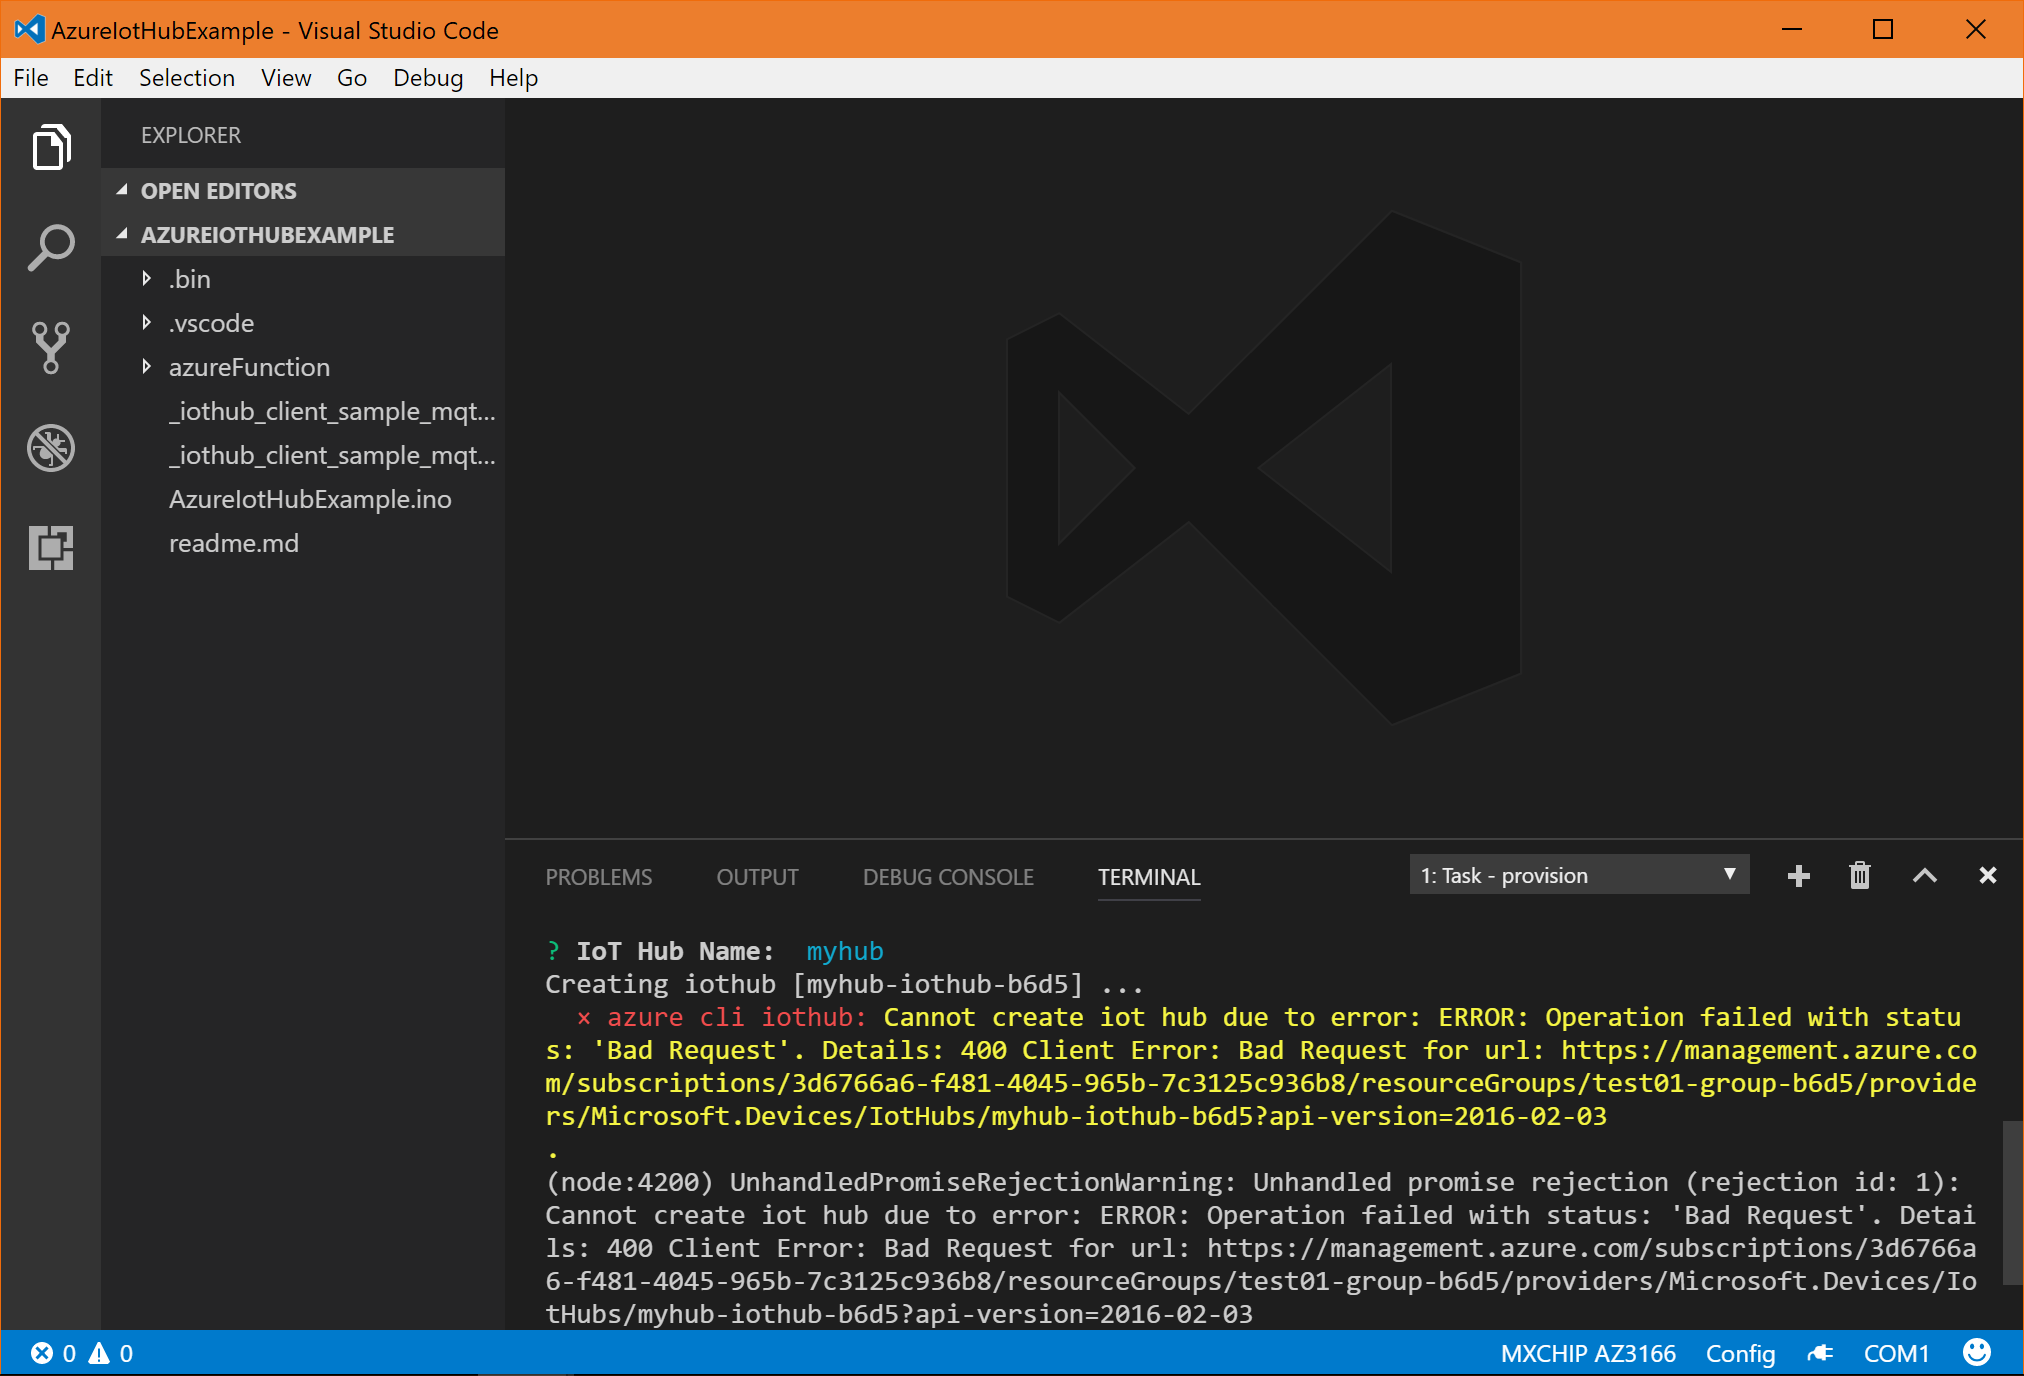 AzureIotHubExample - Visual Studio Code
File Edit Selection View Go Debug Help
EXPLORER
OPEN EDITORS
AZUREIOTHUBEXAMPLE
.bin
.vscode
azureFunction
_iothub_client_sample_mqt...
_iothub_client_sample_mqt...
AzureIotHubExample.ino
readme.md
PROBLEMS OUTPUT DEBUG CONSOLE TERMINAL 1: Task - provision
? IoT Hub Name: myhub
Creating iothub [myhub-iothub-b6d5] ...
× azure cli iothub: Cannot create iot hub due to error: ERROR: Operation failed with statu
s: 'Bad Request'. Details: 400 Client Error: Bad Request for url: https://management.azure.co
m/subscriptions/3d6766a6-f481-4045-965b-7c3125c936b8/resourceGroups/test01-group-b6d5/provide
rs/Microsoft.Devices/IotHubs/myhub-iothub-b6d5?api-version=2016-02-03
.
(node:4200) UnhandledPromiseRejectionWarning: Unhandled promise rejection (rejection id: 1):
Cannot create iot hub due to error: ERROR: Operation failed with status: 'Bad Request'. Detai
ls: 400 Client Error: Bad Request for url: https://management.azure.com/subscriptions/3d6766a
6-f481-4045-965b-7c3125c936b8/resourceGroups/test01-group-b6d5/providers/Microsoft.Devices/Io
tHubs/myhub-iothub-b6d5?api-version=2016-02-03
0 0 MXCHIP AZ3166 Config COM1